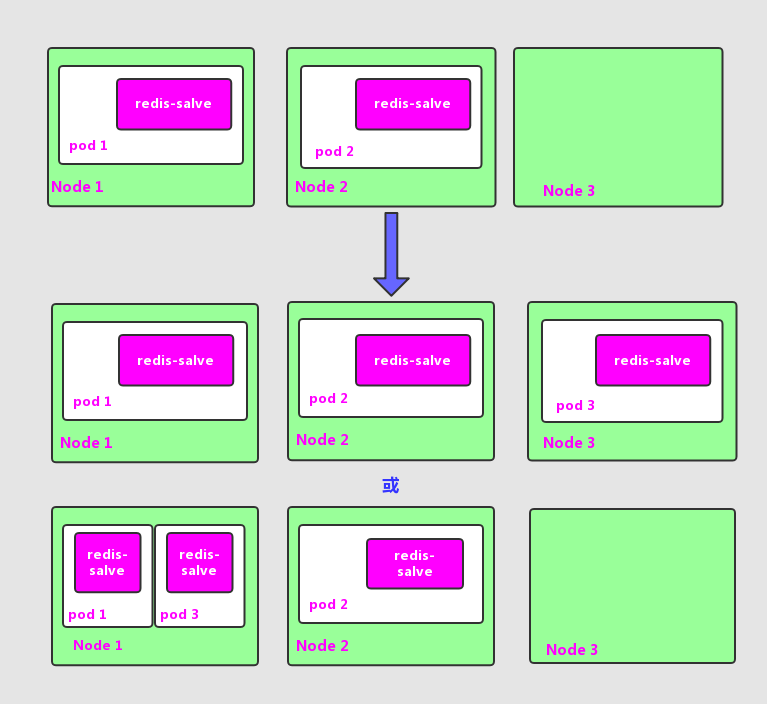 redis-salve
pod 1
Node 1
redis-salve
pod 2
Node 2
Node 3
redis-salve
pod 1
Node 1
redis-salve
pod 2
Node 2
redis-salve
pod 3
Node 3
或
redis-
salve
pod 1
redis-
salve
pod 3
Node 1
redis-
salve
pod 2
Node 2
Node 3